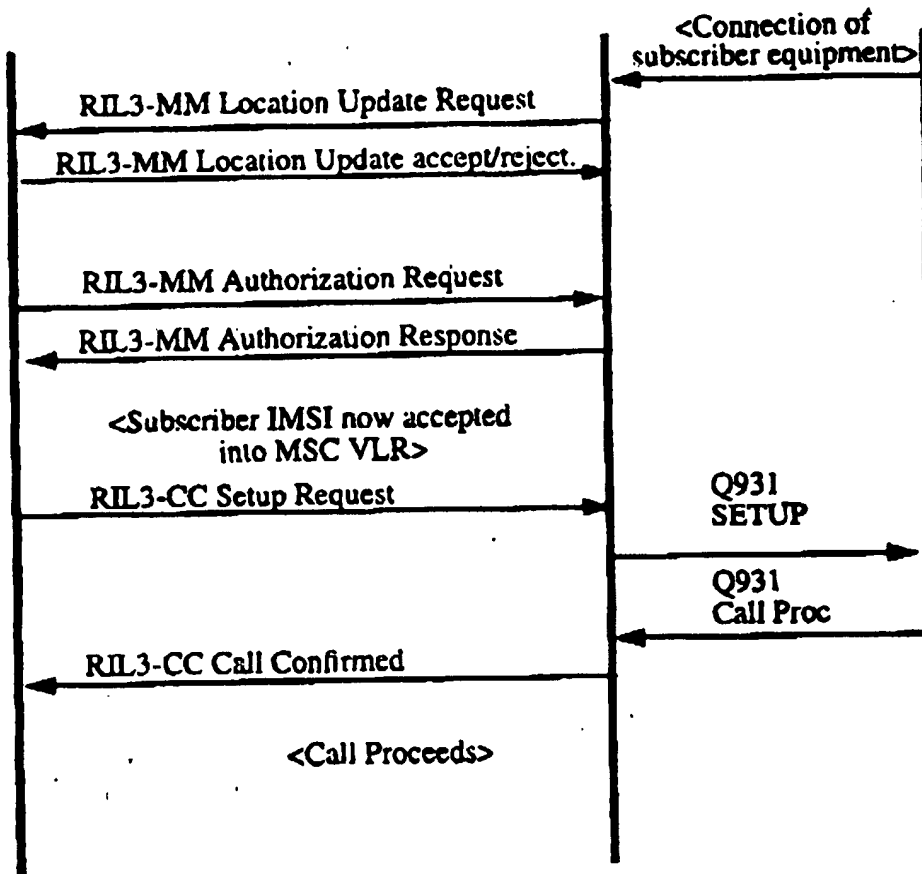 <Connection of
subscriber equipment>
RIL3-MM Location Update Request
RIL3-MM Location Update accept/reject.
RIL3-MM Authorization Request
RIL3-MM Authorization Response
<Subscriber IMSI now accepted
into MSC VLR>
RIL3-CC Setup Request
Q931
SETUP
Q931
Call Proc
RIL3-CC Call Confirmed
<Call Proceeds>